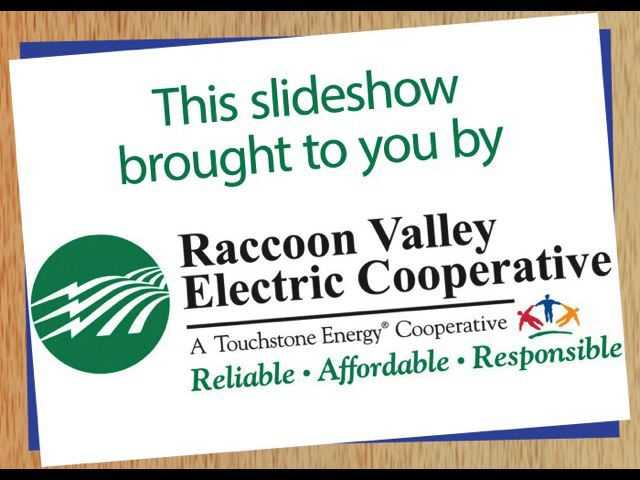 This slideshow
brought to you by
Raccoon Valley
Electric Cooperative
A Touchstone Energy® Cooperative
Reliable • Affordable • Responsible